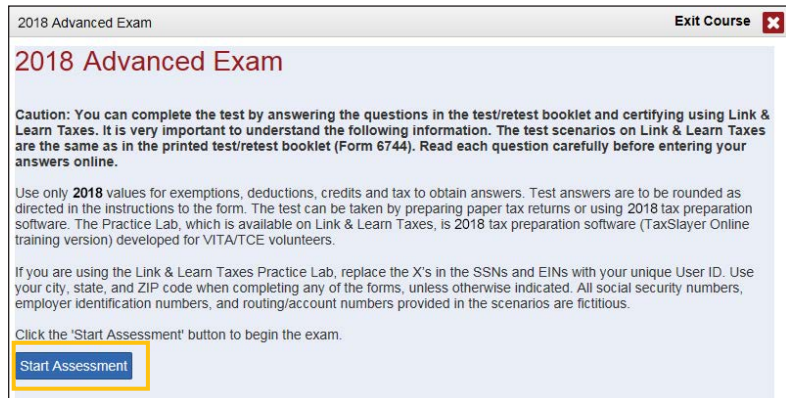 2018 Advanced Exam
Exit Course
2018 Advanced Exam
Caution: You can complete the test by answering the questions in the test/retest booklet and certifying using Link &
Learn Taxes. It is very important to understand the following information. The test scenarios on Link & Learn Taxes
are the same as in the printed test/retest booklet (Form 6744). Read each question carefully before entering your
answers online.
Use only 2018 values for exemptions, deductions, credits and tax to obtain answers. Test answers are to be rounded as
directed in the instructions to the form. The test can be taken by preparing paper tax returns or using 2018 tax preparation
software. The Practice Lab, which is available on Link & Learn Taxes, is 2018 tax preparation software (TaxSlayer Online
training version) developed for VITA/TCE volunteers.
If you are using the Link & Learn Taxes Practice Lab, replace the X's in the SSNs and EINs with your unique User ID. Use
your city, state, and ZIP code when completing any of the forms, unless otherwise indicated. All social security numbers,
employer identification numbers, and routing/account numbers provided in the scenarios are fictitious.
Click the 'Start Assessment' button to begin the exam.
Start Assessment